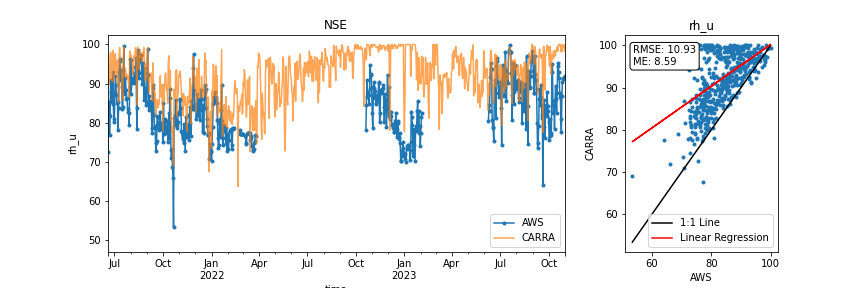 NSE
rh_u
100
90
80
70
60
50
rh_u
Jul
Oct
Jan
2022
Apr
Jul
Oct
Jan
2023
Apr
Jul
Oct
time
AWS
CARRA
rh_u
RMSE: 10.93
ME: 8.59
100
90
80
70
60
CARRA
60
80
100
AWS
1:1 Line
Linear Regression